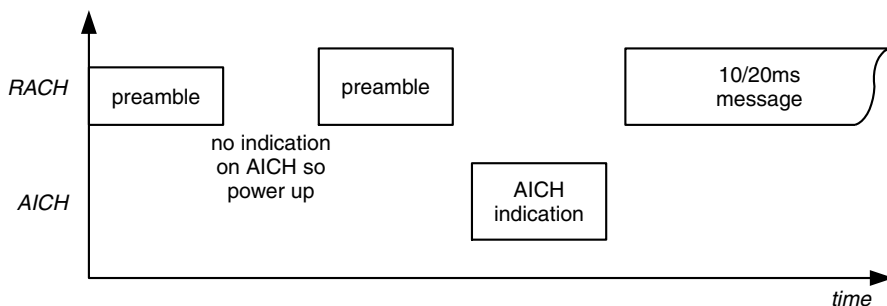 RACH
preamble
preamble
10/20ms
message
no indication
on AICH so
power up
AICH
AICH
indication
time